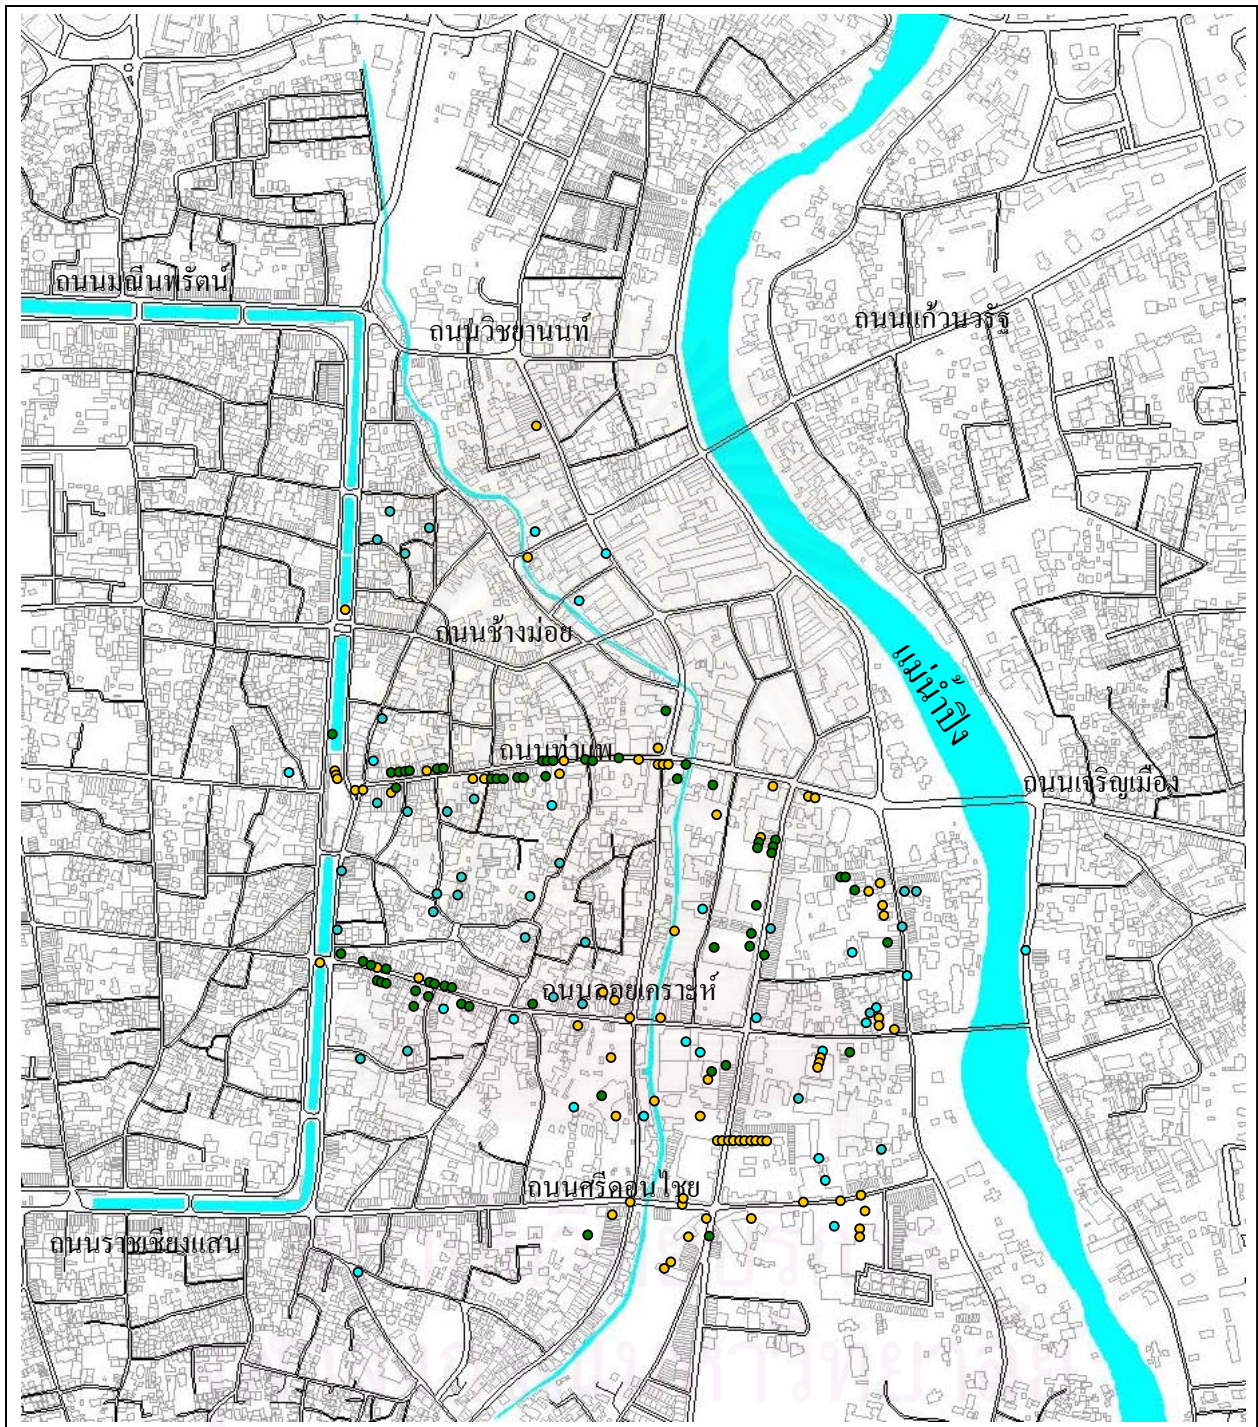 ถนนมณีนพรัตน์
ถนนวิชยานนท์
ถนนแก้วนวรัฐ
ถนนช้างม่อย
แม่น้ำปิง
ถนนท่าแพ
ถนนเจริญเมือง
ถนนลอยเคราะห์
ถนนศรีดอนไชย
ถนนราชเชียงแสน